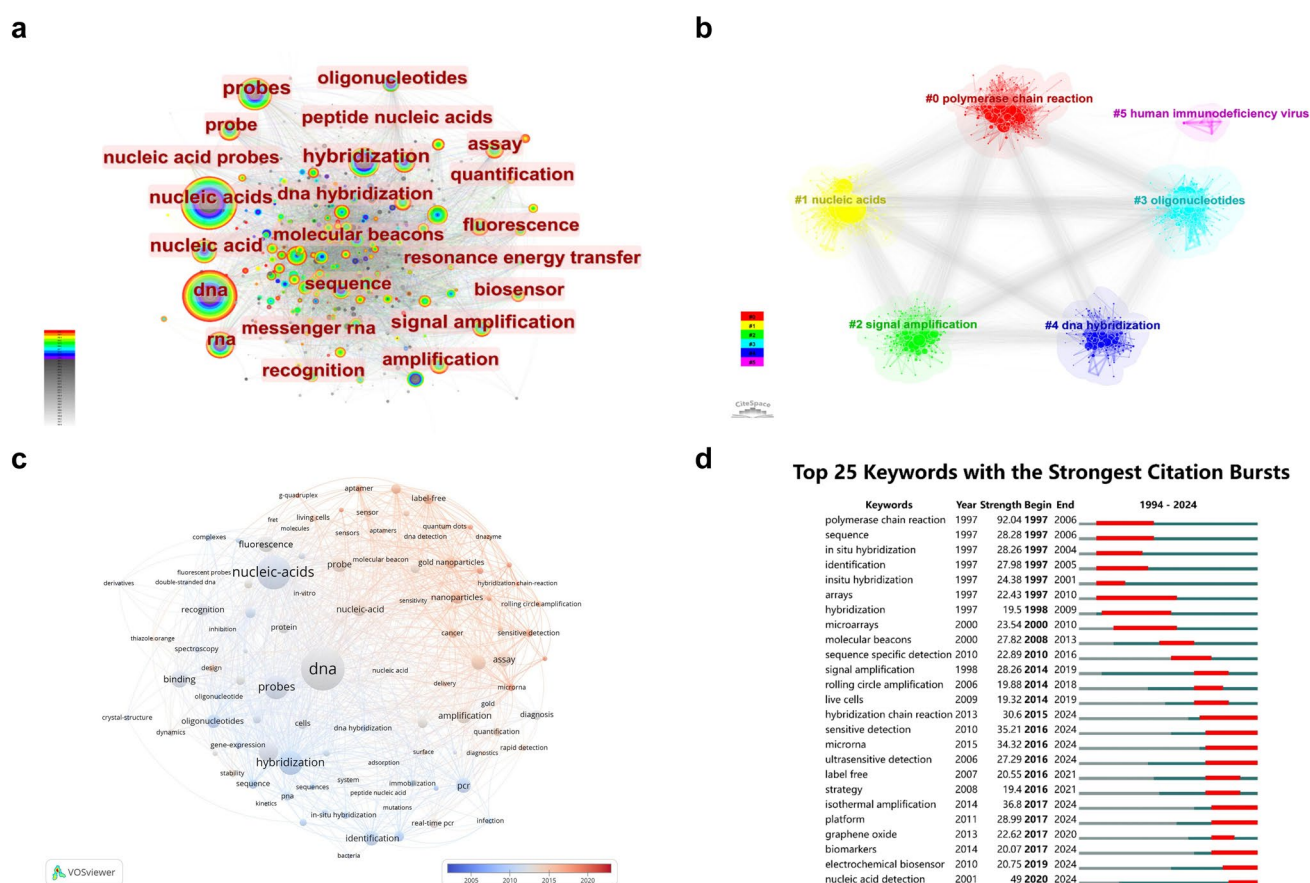 a
probes
oligonucleotides
probe
peptide nucleic acids
nucleic acid probes
hybridization
assay
quantification
nucleic acids
dna hybridization
fluorescence
nucleic acid
molecular beacons
resonance energy transfer
dna
sequence
biosensor
rna
messenger rna
signal amplification
recognition
amplification
b
#0 polymerase chain reaction
#5 human immunodeficiency virus
#1 nucleic acids
#3 oligonucleotides
#2 signal amplification
#4 dna hybridization
#0
#1
#2
#3
CiteSpace
c
g-quadruplex
aptamer
label-free
fret
living cells
sensor
molecules
sensors
aptamers
quantum dots
complexes
dna detection
dnazyme
fluorescence
fluorescent probes
nucleic-acids
probe
molecular beacon
gold nanoparticles
derivatives
double-stranded dna
hybridization chain-reaction
in-vitro
sensitivity
nanoparticles
rolling circle amplification
recognition
nucleic-acid
inhibition
protein
cancer
sensitive detection
thiazole orange
spectroscopy
assay
design
dna
nucleic acid
binding
probes
delivery
microrna
oligonucleotide
gold
crystal-structure
oligonucleotides
cells
dna hybridization
amplification
diagnosis
dynamics
quantification
gene-expression
surface
diagnostics
rapid detection
hybridization
adsorption
stability
sequence
system
immobilization
pcr
sequences
peptide nucleic acid
kinetics
pna
mutations
in-situ hybridization
real-time pcr
infection
identification
bacteria
VOSviewer
2005 2010 2015 2020
d
Top 25 Keywords with the Strongest Citation Bursts
Keywords Year Strength Begin End 1994 - 2024
polymerase chain reaction 1997 92.04 1997 2006
sequence 1997 28.28 1997 2006
in situ hybridization 1997 28.26 1997 2004
identification 1997 27.98 1997 2005
insitu hybridization 1997 24.38 1997 2001
arrays 1997 22.43 1997 2010
hybridization 1997 19.5 1998 2009
microarrays 2000 23.54 2000 2010
molecular beacons 2000 27.82 2008 2013
sequence specific detection 2010 22.89 2010 2016
signal amplification 1998 28.26 2014 2019
rolling circle amplification 2006 19.88 2014 2018
live cells 2009 19.32 2014 2019
hybridization chain reaction 2013 30.6 2015 2024
sensitive detection 2010 35.21 2016 2024
microrna 2015 34.32 2016 2024
ultrasensitive detection 2006 27.29 2016 2024
label free 2007 20.55 2016 2021
strategy 2008 19.4 2016 2021
isothermal amplification 2014 36.8 2017 2024
platform 2011 28.99 2017 2024
graphene oxide 2013 22.62 2017 2020
biomarkers 2014 20.07 2017 2024
electrochemical biosensor 2010 20.75 2019 2024
nucleic acid detection 2001 49 2020 2024